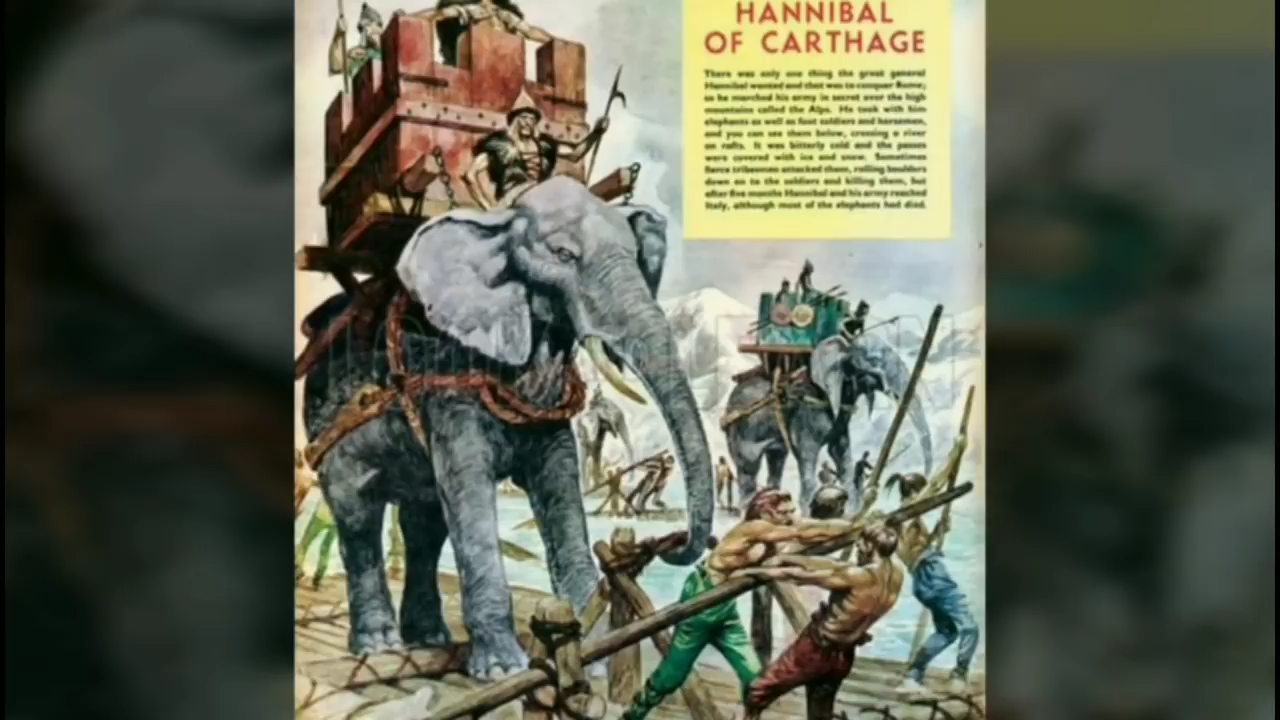 HANNIBAL
OF CARTHAGE
There was only one thing the great general
Hannibal wanted and that was to conquer Rome;
so he marched his army in secret over the high
mountains called the Alps. He took with him
elephants as well as foot soldiers and horsemen,
and you can see them below, crossing a river
on rafts. It was bitterly cold and the passes
were covered with ice and snow. Sometimes
fierce tribesmen attacked them, rolling boulders
down on to the soldiers and killing them, but
after five months Hannibal and his army reached
Italy, although most of the elephants had died.